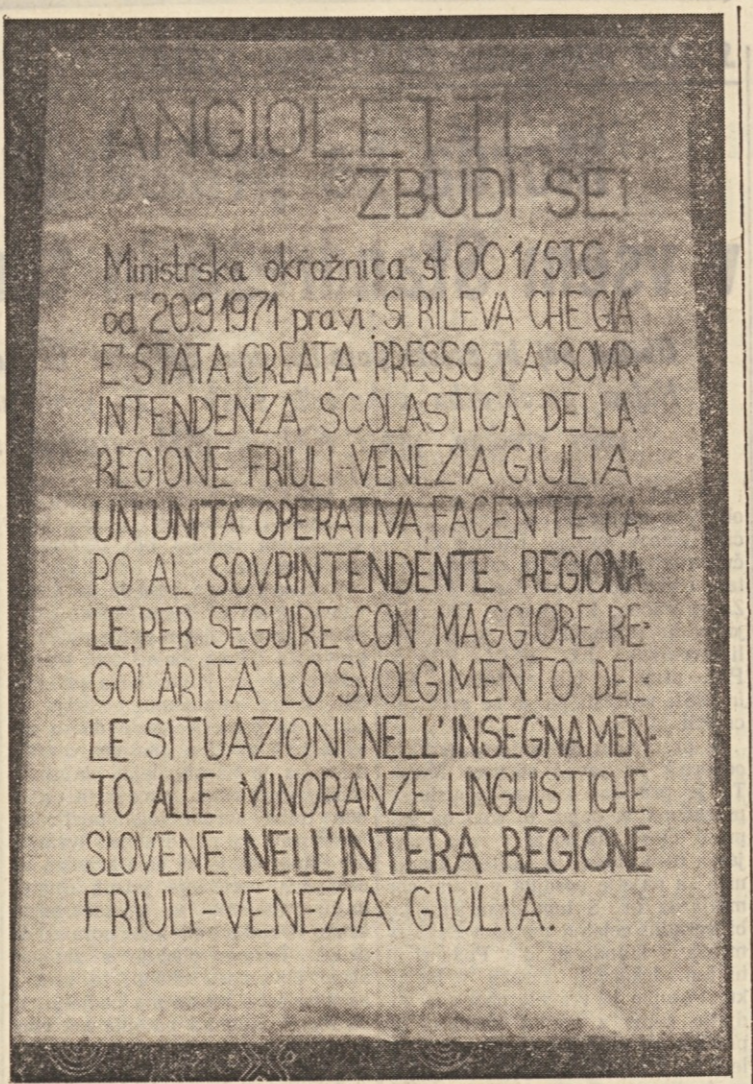 ANGIOLETTI
ZBUDI SE!
Ministrska okrožnica št 001/STC
od 20.9.1971 pravi: SI RILEVA CHE GIA'
E' STATA CREATA PRESSO LA SOVR-
INTENDENZA SCOLASTICA DELLA
REGIONE FRIULI-VENEZIA GIULIA
UN'UNITA' OPERATIVA, FACENTE CA-
PO AL SOVRINTENDENTE REGIONA-
LE, PER SEGUIRE CON MAGGIORE RE-
GOLARITA' LO SVOLGIMENTO DEL-
LE SITUAZIONI NELL'INSEGNAMEN-
TO ALLE MINORANZE LINGUISTICHE
SLOVENE NELL'INTERA REGIONE
FRIULI-VENEZIA GIULIA.